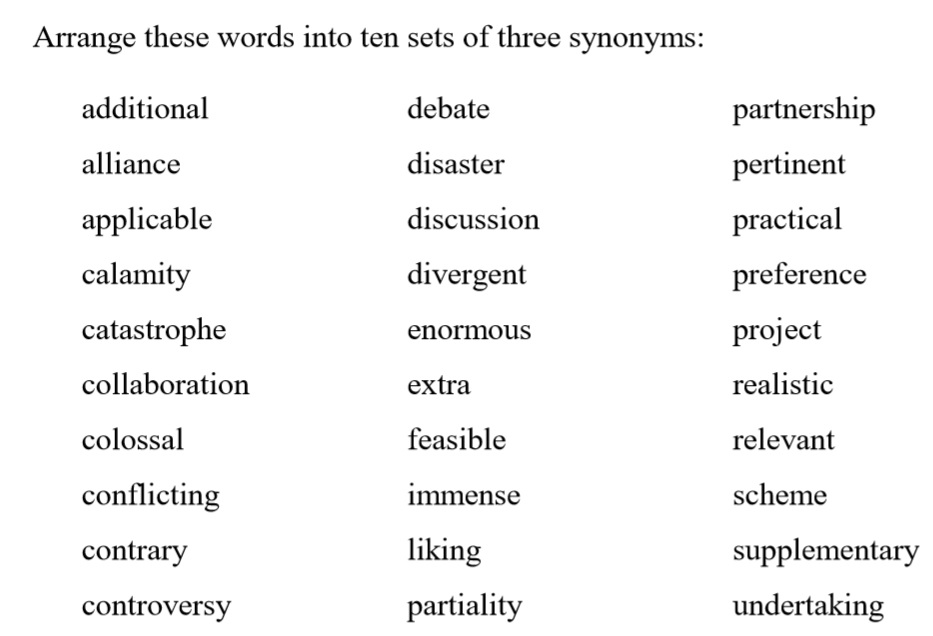 Arrange these words into ten sets of three synonyms:
additional debate partnership
alliance disaster pertinent
applicable discussion practical
calamity divergent preference
catastrophe enormous project
collaboration extra realistic
colossal feasible relevant
conflicting immense scheme
contrary liking supplementary
controversy partiality undertaking